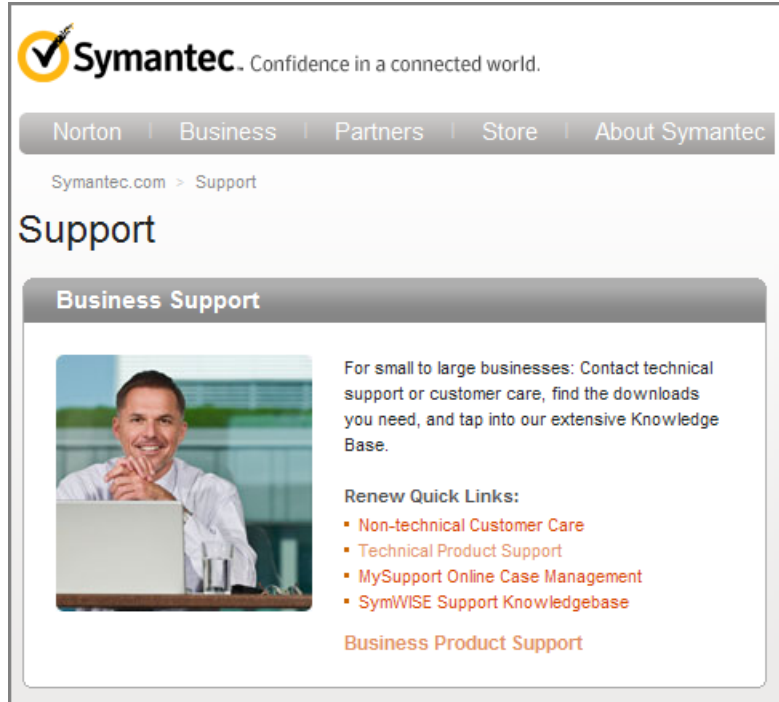 Symantec. Confidence in a connected world.
Norton | Business | Partners | Store | About Symantec
Symantec.com > Support
Support
Business Support
For small to large businesses: Contact technical
support or customer care, find the downloads
you need, and tap into our extensive Knowledge
Base.
Renew Quick Links:
Non-technical Customer Care
Technical Product Support
MySupport Online Case Management
SymWISE Support Knowledgebase
Business Product Support